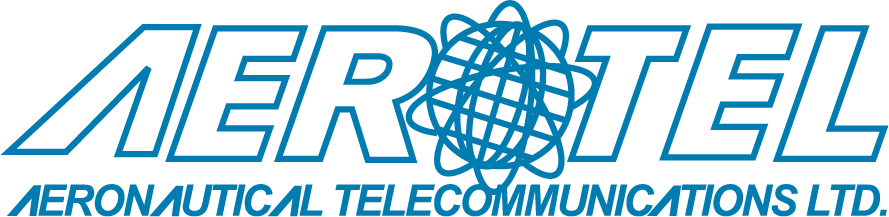 AEROTEL
AERONAUTICAL TELECOMMUNICATIONS LTD.